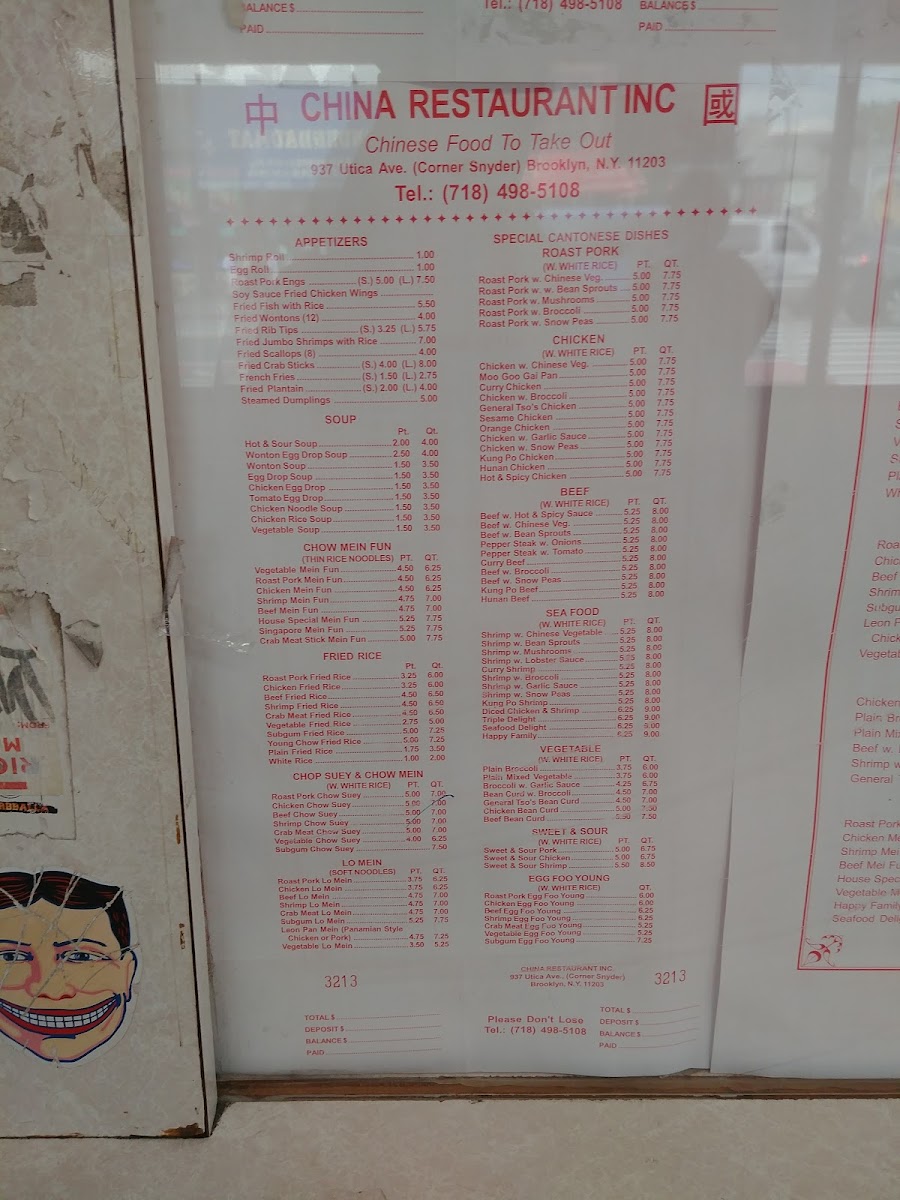 ALANCE $
PAID
Tel.: (718) 498-5108
BALANCE $
PAID
中 CHINA RESTAURANT INC 國
Chinese Food To Take Out
937 Utica Ave. (Corner Snyder) Brooklyn, N.Y. 11203
Tel.: (718) 498-5108
APPETIZERS
Shrimp Roll 1.00
Egg Roll 1.00
Roast Pork Engs (S.) 5.00 (L.) 7.50
Soy Sauce Fried Chicken Wings
Fried Fish with Rice 5.50
Fried Wontons (12) 4.00
Fried Rib Tips (S.) 3.25 (L.) 5.75
Fried Jumbo Shrimps with Rice 7.00
Fried Scallops (8) 4.00
Fried Crab Sticks (S.) 4.00 (L.) 8.00
French Fries (S.) 1.50 (L.) 2.75
Fried Plantain (S.) 2.00 (L.) 4.00
Steamed Dumplings 5.00
SOUP
Pt. Qt.
Hot & Sour Soup 2.00 4.00
Wonton Egg Drop Soup 2.50 4.00
Wonton Soup 1.50 3.50
Egg Drop Soup 1.50 3.50
Chicken Egg Drop 1.50 3.50
Tomato Egg Drop 1.50 3.50
Chicken Noodle Soup 1.50 3.50
Chicken Rice Soup 1.50 3.50
Vegetable Soup 1.50 3.50
CHOW MEIN FUN
(THIN RICE NOODLES) PT. QT.
Vegetable Mein Fun 4.50 6.25
Roast Pork Mein Fun 4.50 6.25
Chicken Mein Fun 4.50 6.25
Shrimp Mein Fun 4.75 7.00
Beef Mein Fun 4.75 7.00
House Special Mein Fun 5.25 7.75
Singapore Mein Fun 5.25 7.75
Crab Meat Stick Mein Fun 5.00 7.75
FRIED RICE
Pt. Qt.
Roast Pork Fried Rice 3.25 6.00
Chicken Fried Rice 3.25 6.00
Beef Fried Rice 4.50 6.50
Shrimp Fried Rice 4.50 6.50
Crab Meat Fried Rice 4.50 6.50
Vegetable Fried Rice 2.75 5.00
Subgum Fried Rice 5.00 7.25
Young Chow Fried Rice 5.00 7.25
Plain Fried Rice 1.75 3.50
White Rice 1.00 2.00
CHOP SUEY & CHOW MEIN
(W. WHITE RICE) PT. QT.
Roast Pork Chow Suey 5.00 7.00
Chicken Chow Suey 5.00 7.00
Beef Chow Suey 5.00 7.00
Shrimp Chow Suey 5.00 7.00
Crab Meat Chow Suey 5.00 7.00
Vegetable Chow Suey 4.00 6.25
Subgum Chow Suey 7.50
LO MEIN
(SOFT NOODLES) PT. QT.
Roast Pork Lo Mein 3.75 6.25
Chicken Lo Mein 3.75 6.25
Beef Lo Mein 4.75 7.00
Shrimp Lo Mein 4.75 7.00
Crab Meat Lo Mein 4.75 7.00
Subgum Lo Mein 5.25 7.75
Leon Pan Mein (Panamian Style
Chicken or Pork) 4.75 7.25
Vegetable Lo Mein 3.50 5.25
3213
TOTAL $
DEPOSIT $
BALANCE $
PAID
SPECIAL CANTONESE DISHES
ROAST PORK
(W. WHITE RICE) PT. QT.
Roast Pork w. Chinese Veg. 5.00 7.75
Roast Pork w. w. Bean Sprouts 5.00 7.75
Roast Pork w. Mushrooms 5.00 7.75
Roast Pork w. Broccoli 5.00 7.75
Roast Pork w. Snow Peas 5.00 7.75
CHICKEN
(W. WHITE RICE) PT. QT.
Chicken w. Chinese Veg. 5.00 7.75
Moo Goo Gai Pan 5.00 7.75
Curry Chicken 5.00 7.75
Chicken w. Broccoli 5.00 7.75
General Tso's Chicken 5.00 7.75
Sesame Chicken 5.00 7.75
Orange Chicken 5.00 7.75
Chicken w. Garlic Sauce 5.00 7.75
Chicken w. Snow Peas 5.00 7.75
Kung Po Chicken 5.00 7.75
Hunan Chicken 5.00 7.75
Hot & Spicy Chicken 5.00 7.75
BEEF
(W. WHITE RICE) PT. QT.
Beef w. Hot & Spicy Sauce 5.25 8.00
Beef w. Chinese Veg. 5.25 8.00
Beef w. Bean Sprouts 5.25 8.00
Pepper Steak w. Onions 5.25 8.00
Pepper Steak w. Tomato 5.25 8.00
Curry Beef 5.25 8.00
Beef w. Broccoli 5.25 8.00
Beef w. Snow Peas 5.25 8.00
Kung Po Beef 5.25 8.00
Hunan Beef 5.25 8.00
SEA FOOD
(W. WHITE RICE) PT. QT.
Shrimp w. Chinese Vegetable 5.25 8.00
Shrimp w. Bean Sprouts 5.25 8.00
Shrimp w. Mushrooms 5.25 8.00
Shrimp w. Lobster Sauce 5.25 8.00
Curry Shrimp 5.25 8.00
Shrimp w. Broccoli 5.25 8.00
Shrimp w. Garlic Sauce 5.25 8.00
Shrimp w. Snow Peas 5.25 8.00
Kung Po Shrimp 5.25 8.00
Diced Chicken & Shrimp 6.25 9.00
Triple Delight 6.25 9.00
Seafood Delight 6.25 9.00
Happy Family 6.25 9.00
VEGETABLE
(W. WHITE RICE) PT. QT.
Plain Broccoli 3.75 6.00
Plain Mixed Vegetable 3.75 6.00
Broccoli w. Garlic Sauce 4.25 6.75
Bean Curd w. Broccoli 4.50 7.00
General Tso's Bean Curd 4.50 7.00
Chicken Bean Curd 5.00 7.50
Beef Bean Curd 5.50 7.50
SWEET & SOUR
(W. WHITE RICE) PT. QT.
Sweet & Sour Pork 5.00 6.75
Sweet & Sour Chicken 5.00 6.75
Sweet & Sour Shrimp 5.50 8.50
EGG FOO YOUNG
(W. WHITE RICE) QT.
Roast Pork Egg Foo Young 6.00
Chicken Egg Foo Young 6.00
Beef Egg Foo Young 6.25
Shrimp Egg Foo Young 6.25
Crab Meat Egg Foo Young 5.25
Vegetable Egg Foo Young 5.25
Subgum Egg Foo Young 7.25
CHINA RESTAURANT INC.
937 Utica Ave., (Corner Snyder)
Brooklyn, N.Y. 11203
3213
Please Don't Lose
Tel.: (718) 498-5108
TOTAL $
DEPOSIT $
BALANCE $
PAID
Roa
Chic
Beef
Shrim
Subgu
Leon P
Chick
Vegetab
Chicken
Plain Br
Plain Mi
Beef w.
Shrimp w
General
Roast Pork
Chicken Me
Shrimp Mei
Beef Mei Fu
House Spec
Vegetable M
Happy Family
Seafood Deli